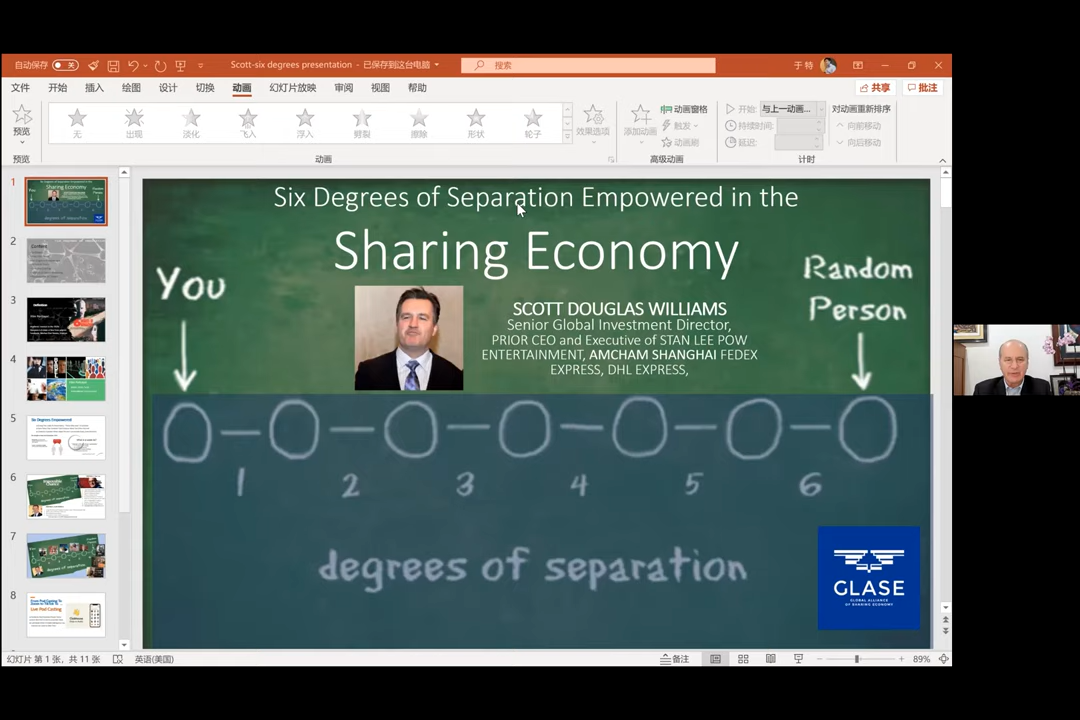 自动保存 关
Scott-six degrees presentation - 已保存到这台电脑
搜索
于 特
文件 开始 插入 绘图 设计 切换 动画 幻灯片放映 审阅 视图 帮助
共享 批注
预览
无 出现 淡化 飞入 浮入 劈裂 擦除 形状 轮子
效果选项
添加动画
动画窗格
触发
动画刷
开始: 与上一动画...
持续时间:
延迟:
对动画重新排序
向前移动
向后移动
预览 动画 高级动画 计时
1
2
3
4
5
6
7
8
Six Degrees of Separation Empowered in the
Sharing Economy
You
Random
Person
SCOTT DOUGLAS WILLIAMS
Senior Global Investment Director,
PRIOR CEO and Executive of STAN LEE POW
ENTERTAINMENT, AMCHAM SHANGHAI FEDEX
EXPRESS, DHL EXPRESS,
1 2 3 4 5 6
degrees of separation
GLASE
GLOBAL ALLIANCE
OF SHARING ECONOMY
幻灯片 第 1 张，共 11 张 英语(美国)
备注
89%